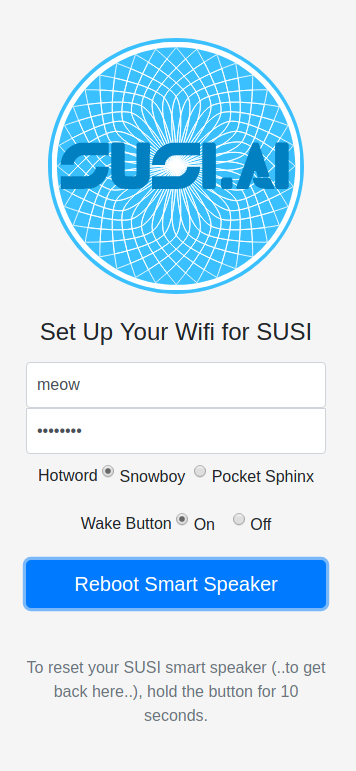 SUSI.AI
Set Up Your Wifi for SUSI
meow
••••••••
Hotword Snowboy Pocket Sphinx
Wake Button On Off
Reboot Smart Speaker
To reset your SUSI smart speaker (..to get
back here..), hold the button for 10
seconds.